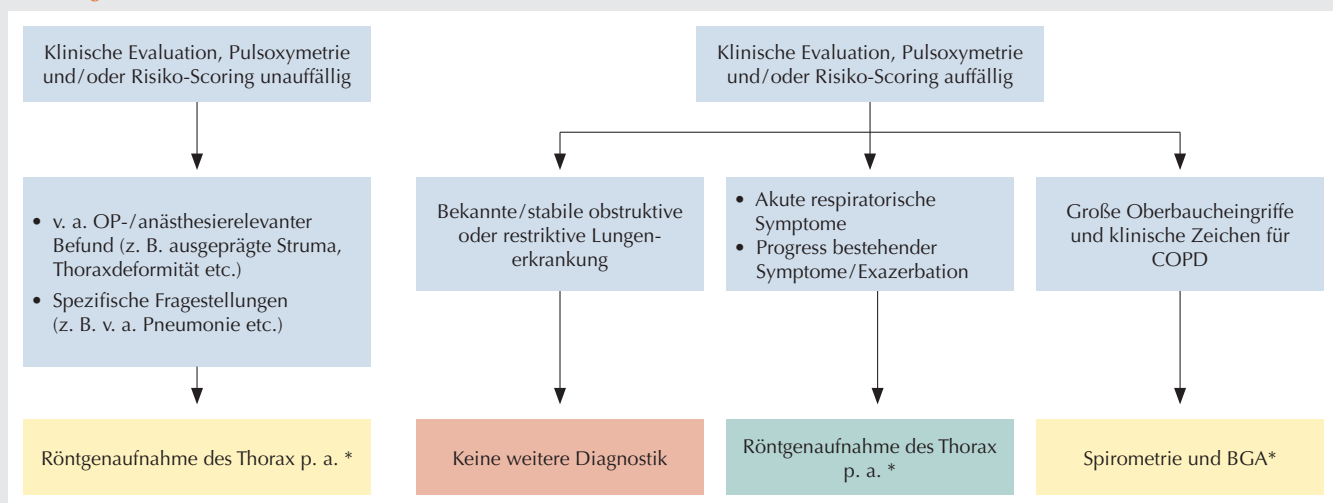 Klinische Evaluation, Pulsoxymetrie
und/oder Risiko-Scoring unauffällig
Klinische Evaluation, Pulsoxymetrie
und/oder Risiko-Scoring auffällig
• v. a. OP-/anästhesierelevanter
Befund (z. B. ausgeprägte Struma,
Thoraxdeformität etc.)
• Spezifische Fragestellungen
(z. B. v. a. Pneumonie etc.)
Bekannte/stabile obstruktive
oder restriktive Lungen-
erkrankung
• Akute respiratorische
Symptome
• Progress bestehender
Symptome/Exazerbation
Große Oberbaucheingriffe
und klinische Zeichen für
COPD
Röntgenaufnahme des Thorax p. a. *
Keine weitere Diagnostik
Röntgenaufnahme des Thorax
p. a. *
Spirometrie und BGA*